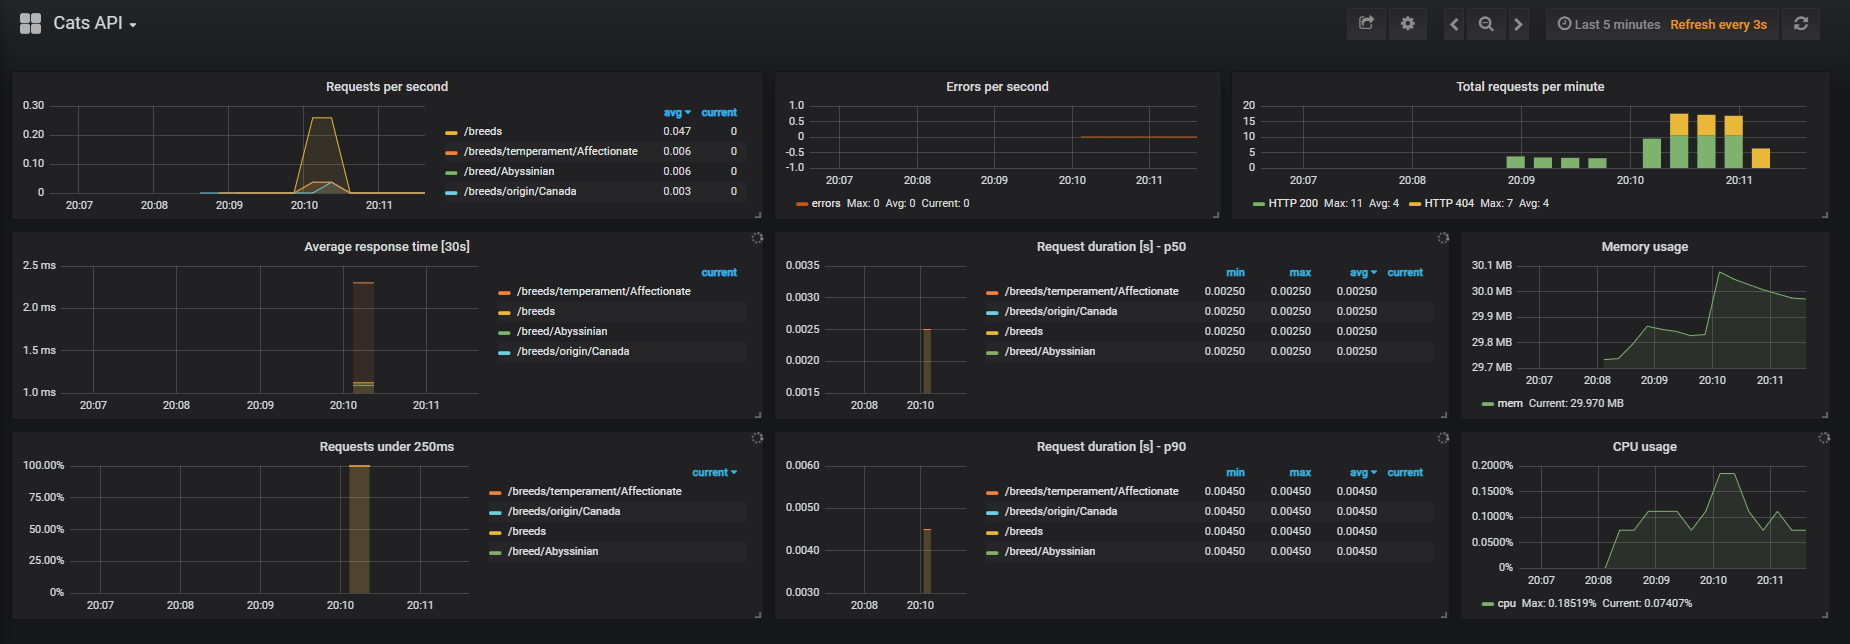 Cats API
Last 5 minutes Refresh every 3s
Requests per second
0.30
0.20
0.10
0
20:07 20:08 20:09 20:10 20:11
avg current
/breeds 0.047 0
/breeds/temperament/Affectionate 0.006 0
/breed/Abyssinian 0.006 0
/breeds/origin/Canada 0.003 0
Errors per second
1.0
0.5
0
-0.5
-1.0
20:07 20:08 20:09 20:10 20:11
errors Max: 0 Avg: 0 Current: 0
Total requests per minute
20
15
10
5
0
20:07 20:08 20:09 20:10 20:11
HTTP 200 Max: 11 Avg: 4 HTTP 404 Max: 7 Avg: 4
Average response time [30s]
2.5 ms
2.0 ms
1.5 ms
1.0 ms
20:07 20:08 20:09 20:10 20:11
current
/breeds/temperament/Affectionate
/breeds
/breed/Abyssinian
/breeds/origin/Canada
Request duration [s] - p50
0.0035
0.0030
0.0025
0.0020
0.0015
20:08 20:10
min max avg current
/breeds/temperament/Affectionate 0.00250 0.00250 0.00250
/breeds/origin/Canada 0.00250 0.00250 0.00250
/breeds 0.00250 0.00250 0.00250
/breed/Abyssinian 0.00250 0.00250 0.00250
Memory usage
30.1 MB
30.0 MB
29.9 MB
29.8 MB
29.7 MB
20:07 20:08 20:09 20:10 20:11
mem Current: 29.970 MB
Requests under 250ms
100.00%
75.00%
50.00%
25.00%
0%
20:07 20:08 20:09 20:10 20:11
current
/breeds/temperament/Affectionate
/breeds/origin/Canada
/breeds
/breed/Abyssinian
Request duration [s] - p90
0.0060
0.0050
0.0040
0.0030
20:08 20:10
min max avg current
/breeds/temperament/Affectionate 0.00450 0.00450 0.00450
/breeds/origin/Canada 0.00450 0.00450 0.00450
/breeds 0.00450 0.00450 0.00450
/breed/Abyssinian 0.00450 0.00450 0.00450
CPU usage
0.2000%
0.1500%
0.1000%
0.0500%
0%
20:07 20:08 20:09 20:10 20:11
cpu Max: 0.18519% Current: 0.07407%